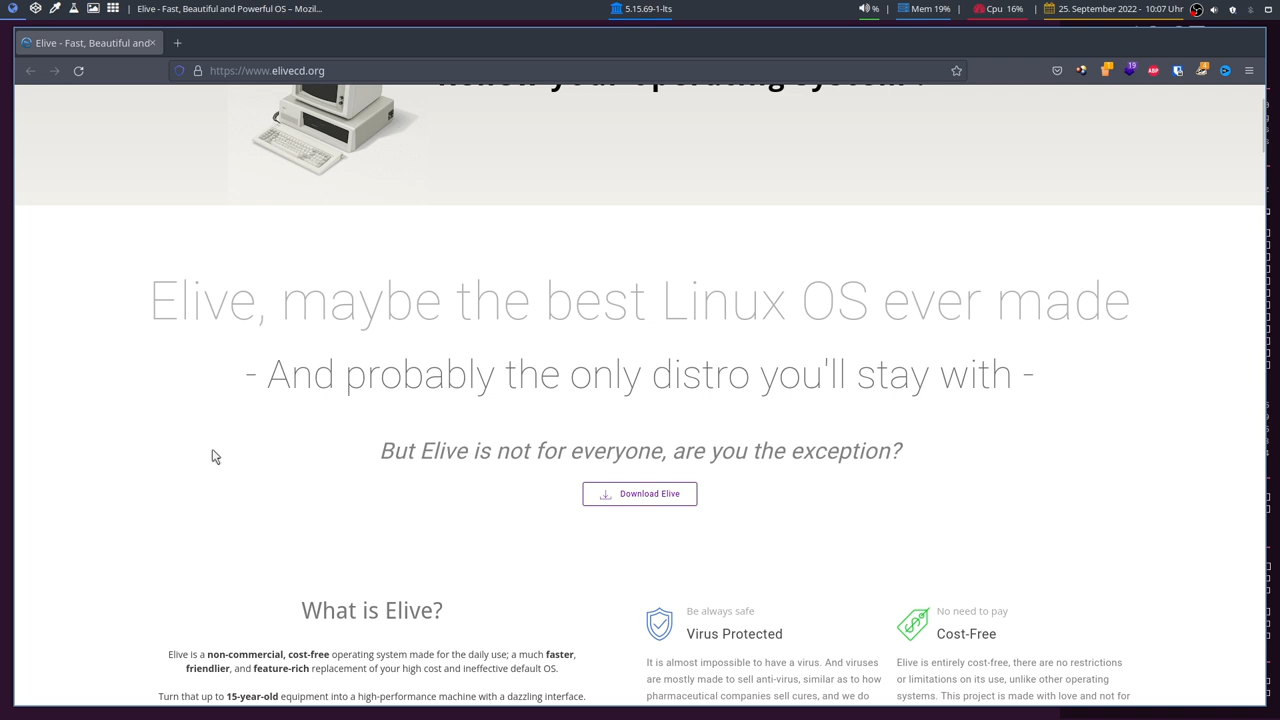 Elive - Fast, Beautiful and Powerful OS – Mozil...
5.15.69-1-lts
%
Mem 19%
Cpu 16%
25. September 2022 - 10:07 Uhr
Elive - Fast, Beautiful and
https://www.elivecd.org
19
ABP
Elive, maybe the best Linux OS ever made
- And probably the only distro you'll stay with -
But Elive is not for everyone, are you the exception?
Download Elive
What is Elive?
Elive is a non-commercial, cost-free operating system made for the daily use; a much faster,
friendlier, and feature-rich replacement of your high cost and ineffective default OS.
Turn that up to 15-year-old equipment into a high-performance machine with a dazzling interface.
Be always safe
Virus Protected
It is almost impossible to have a virus. And viruses
are mostly made to sell anti-virus, similar as to how
pharmaceutical companies sell cures, and we do
No need to pay
Cost-Free
Elive is entirely cost-free, there are no restrictions
or limitations on its use, unlike other operating
systems. This project is made with love and not for